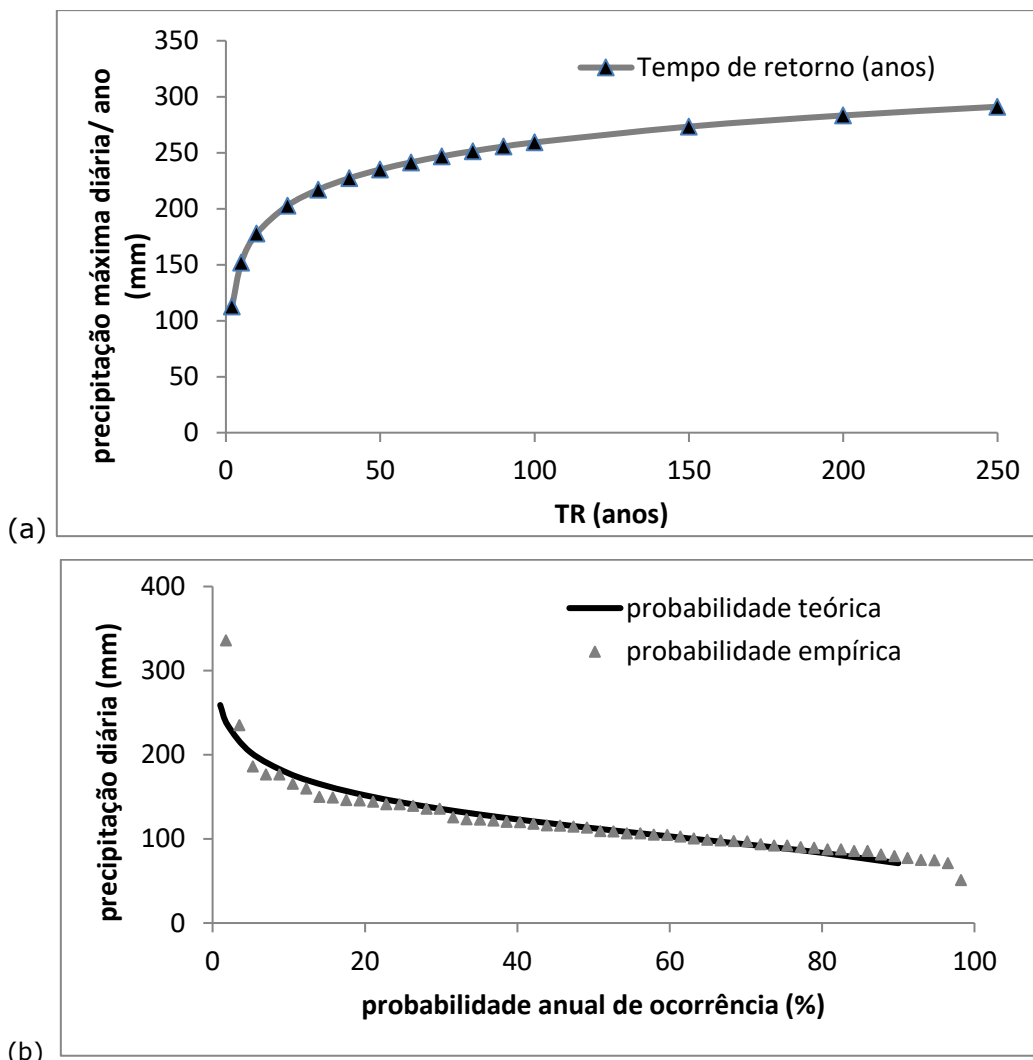 350
300
250
200
150
100
50
0
precipitação máxima diária/ ano
(mm)
Tempo de retorno (anos)
0 50 100 150 200 250
TR (anos)
(a)
400
300
200
100
0
precipitação diária (mm)
probabilidade teórica
probabilidade empírica
0 20 40 60 80 100
probabilidade anual de ocorrência (%)
(b)